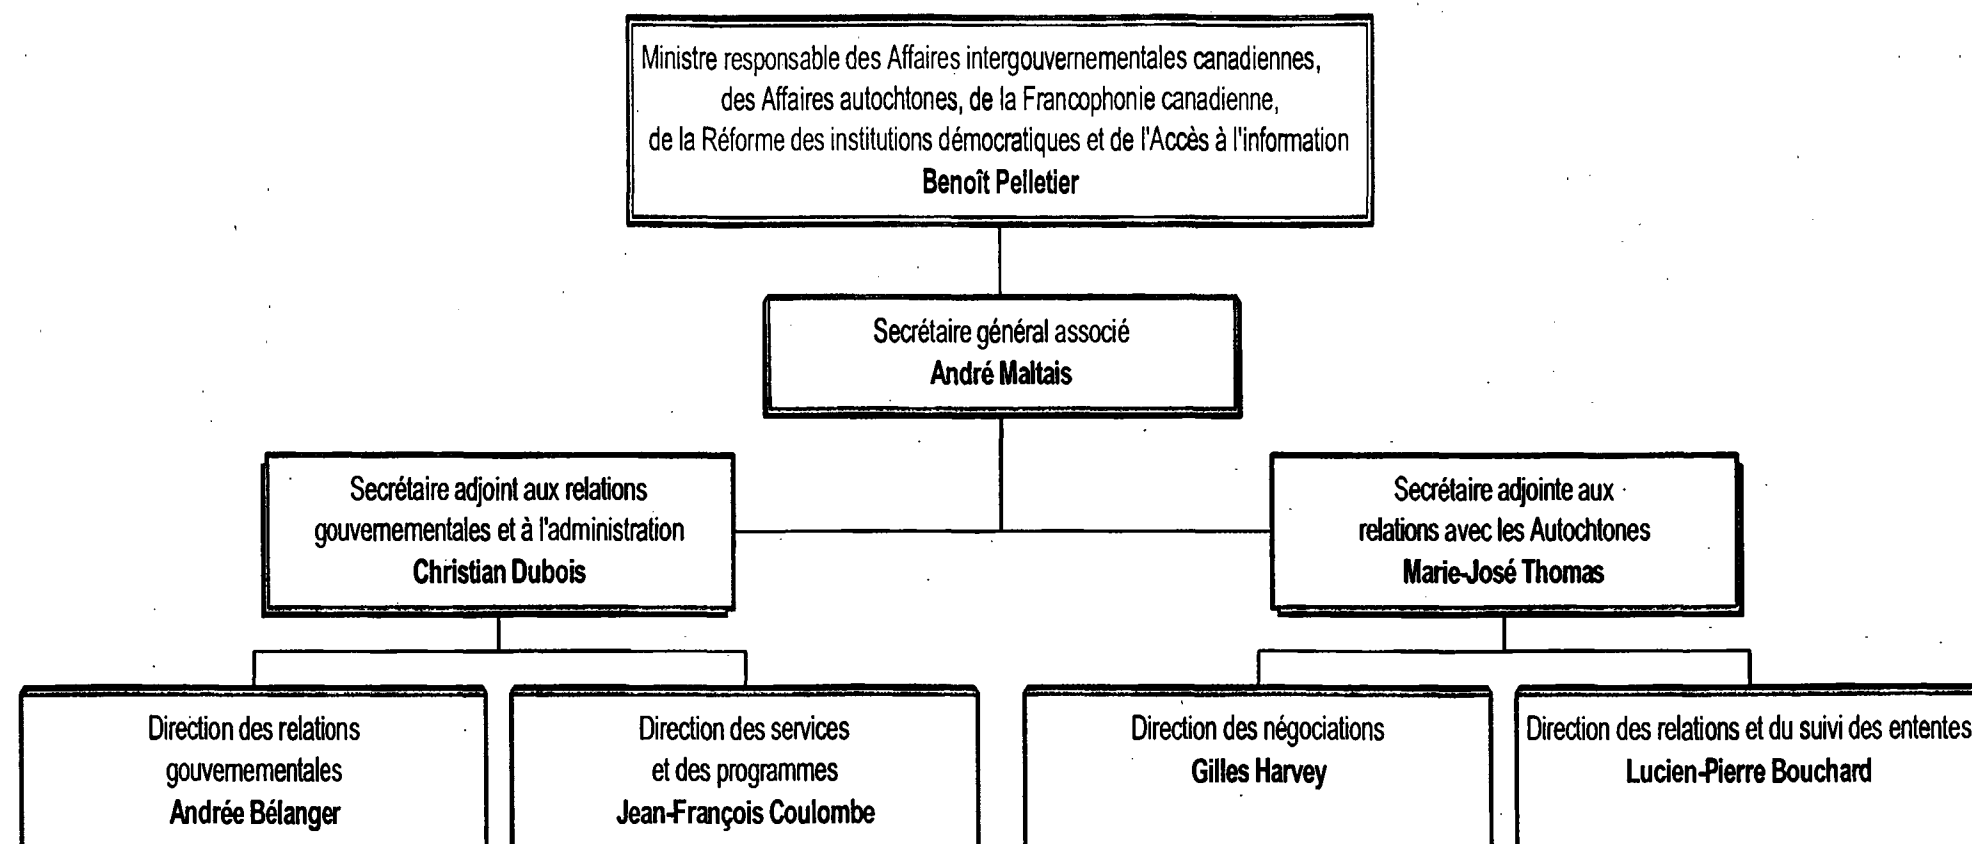 Ministre responsable des Affaires intergouvernementales canadiennes,
des Affaires autochtones, de la Francophonie canadienne,
de la Réforme des institutions démocratiques et de l'Accès à l'information
Benoît Pelletier
Secrétaire général associé
André Maltais
Secrétaire adjoint aux relations
gouvernementales et à l'administration
Christian Dubois
Secrétaire adjointe aux
relations avec les Autochtones
Marie-José Thomas
Direction des relations
gouvernementales
Andrée Bélanger
Direction des services
et des programmes
Jean-François Coulombe
Direction des négociations
Gilles Harvey
Direction des relations et du suivi des ententes
Lucien-Pierre Bouchard